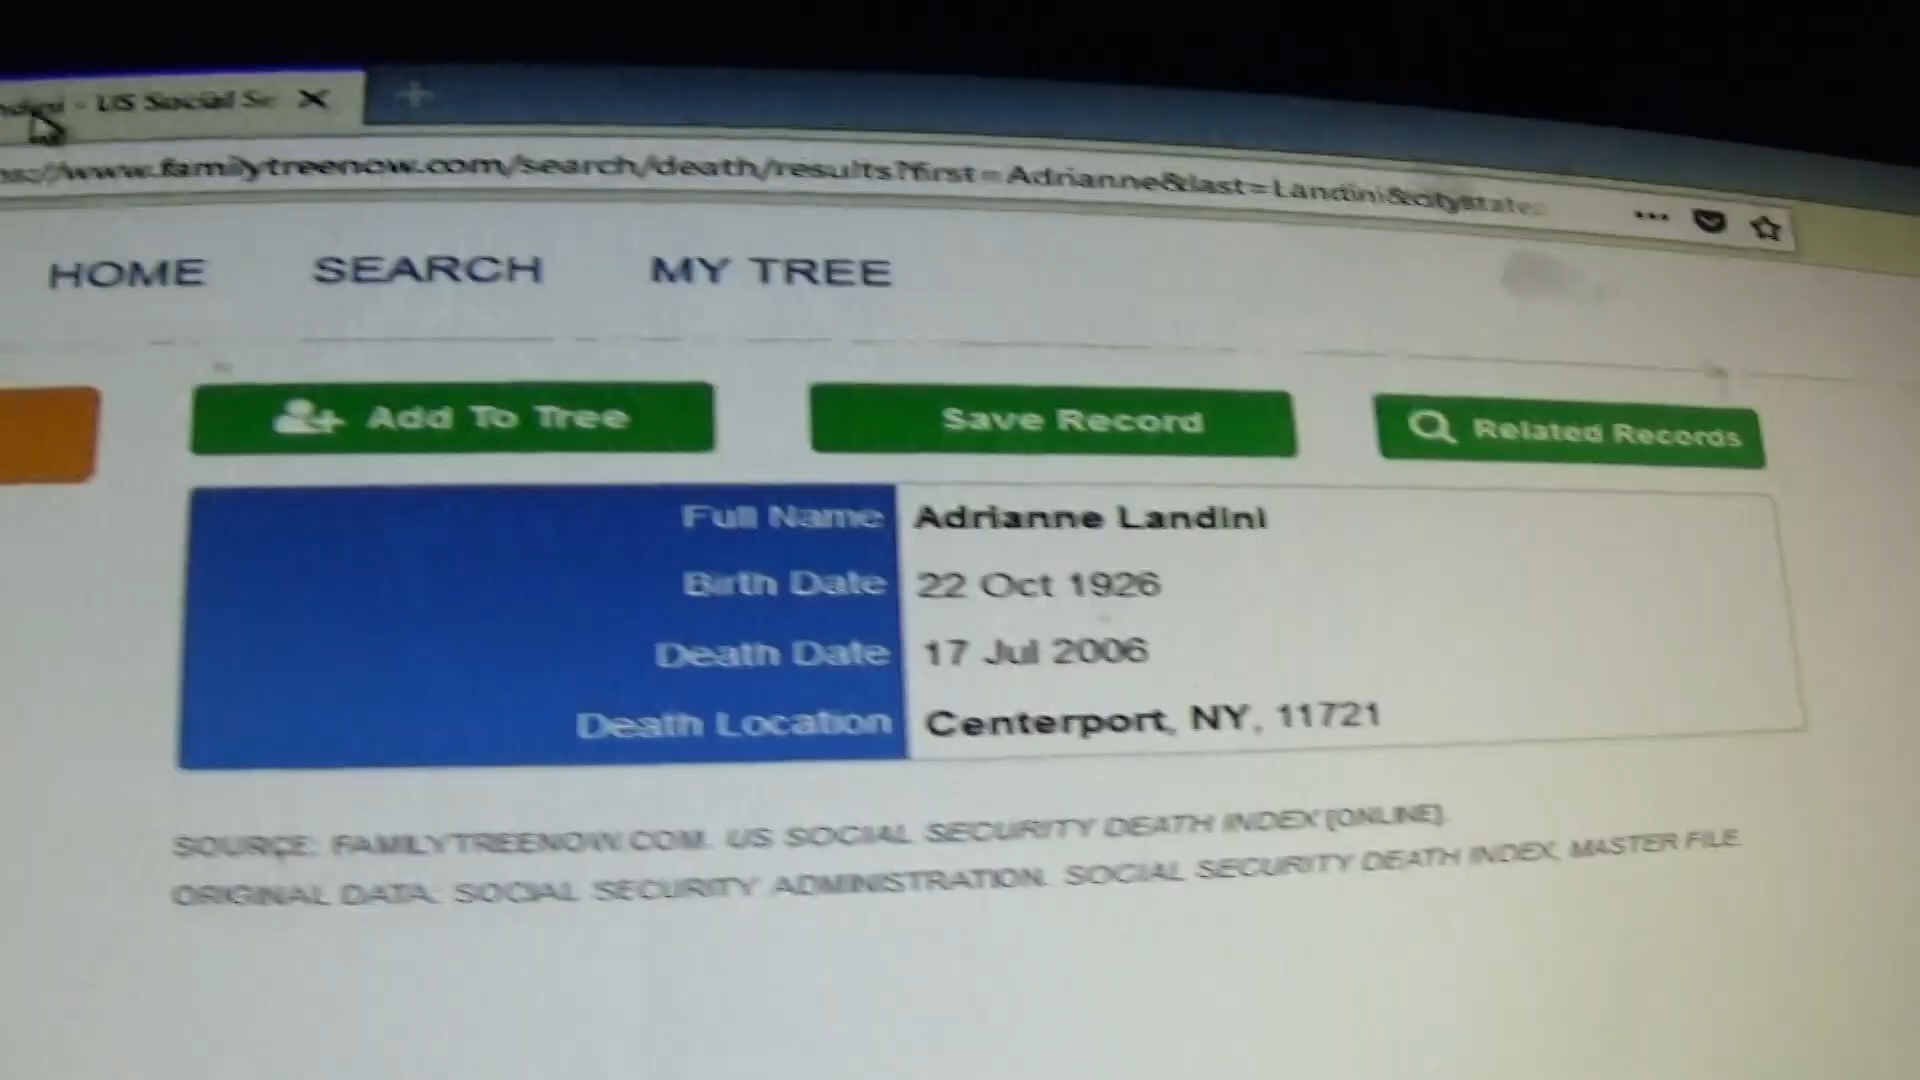 - US Social Se
www.familytreenow.com/search/death/results?first=Adrianne&last=Landini&citystate=
HOME SEARCH MY TREE
Add To Tree Save Record Related Records
Full Name Adrianne Landini
Birth Date 22 Oct 1926
Death Date 17 Jul 2006
Death Location Centerport, NY, 11721
SOURCE: FAMILYTREENOW.COM. US SOCIAL SECURITY DEATH INDEX [ONLINE].
ORIGINAL DATA: SOCIAL SECURITY ADMINISTRATION. SOCIAL SECURITY DEATH INDEX, MASTER FILE.